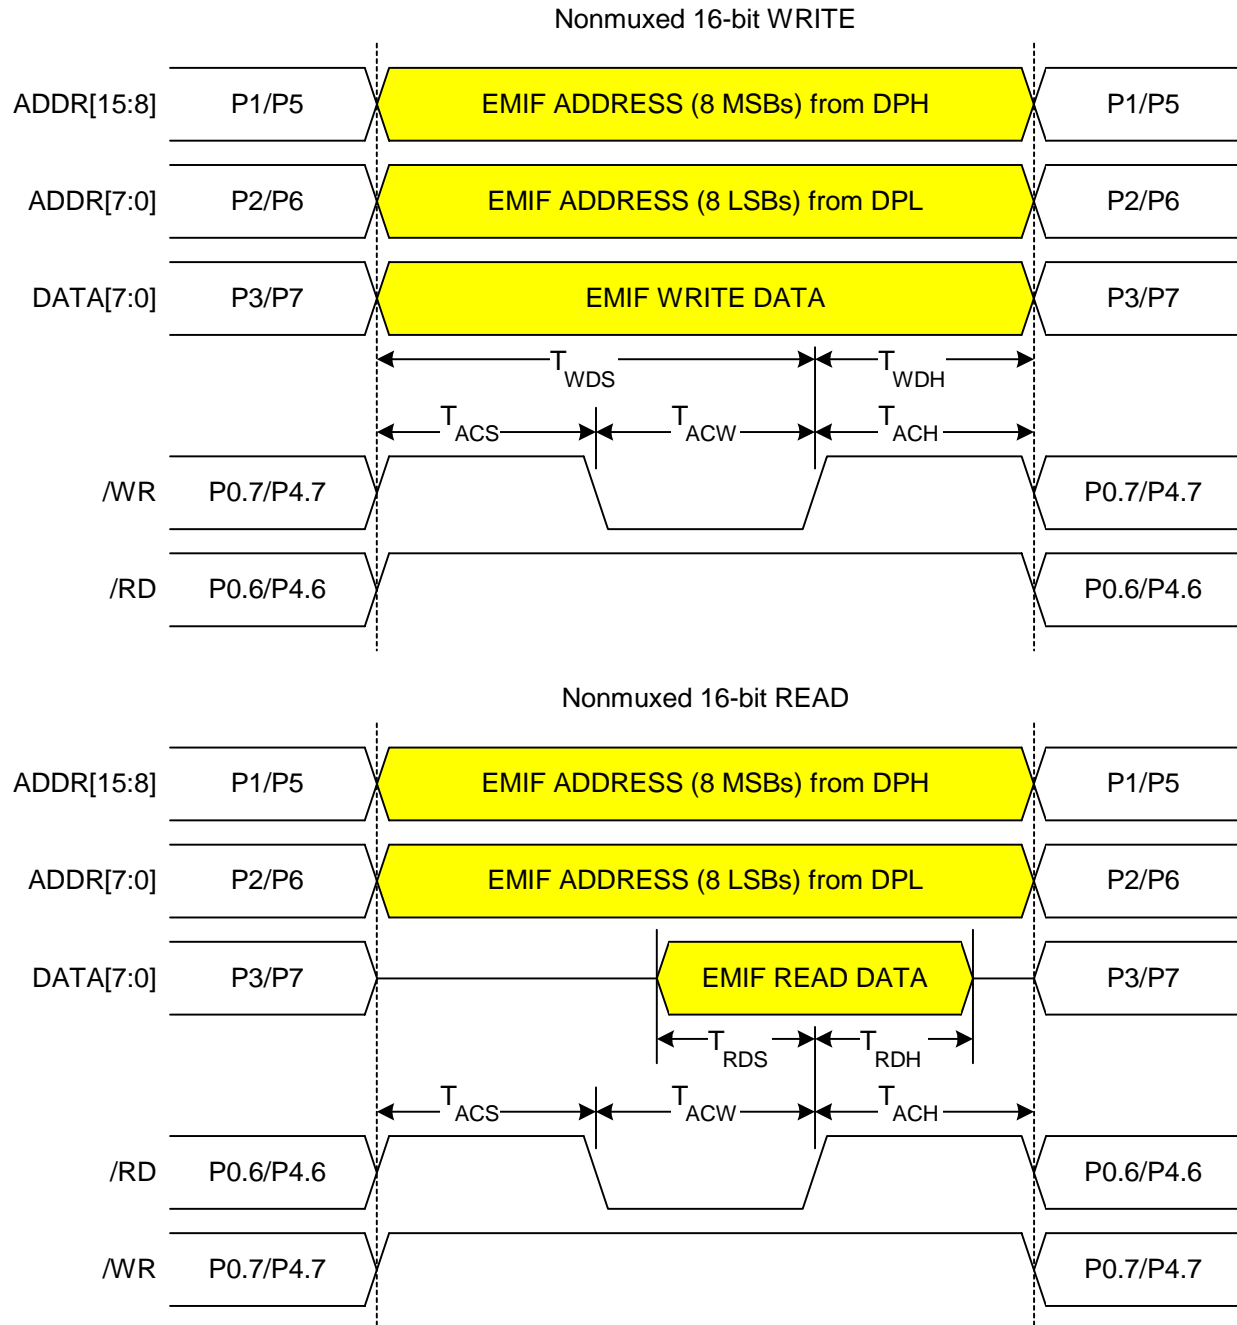 Nonmuxed 16-bit WRITE
ADDR[15:8] P1/P5 EMIF ADDRESS (8 MSBs) from DPH P1/P5
ADDR[7:0] P2/P6 EMIF ADDRESS (8 LSBs) from DPL P2/P6
DATA[7:0] P3/P7 EMIF WRITE DATA P3/P7
TWDS TWDH
TACS TACW TACH
/WR P0.7/P4.7 P0.7/P4.7
/RD P0.6/P4.6 P0.6/P4.6
Nonmuxed 16-bit READ
ADDR[15:8] P1/P5 EMIF ADDRESS (8 MSBs) from DPH P1/P5
ADDR[7:0] P2/P6 EMIF ADDRESS (8 LSBs) from DPL P2/P6
DATA[7:0] P3/P7 EMIF READ DATA P3/P7
TRDS TRDH
TACS TACW TACH
/RD P0.6/P4.6 P0.6/P4.6
/WR P0.7/P4.7 P0.7/P4.7